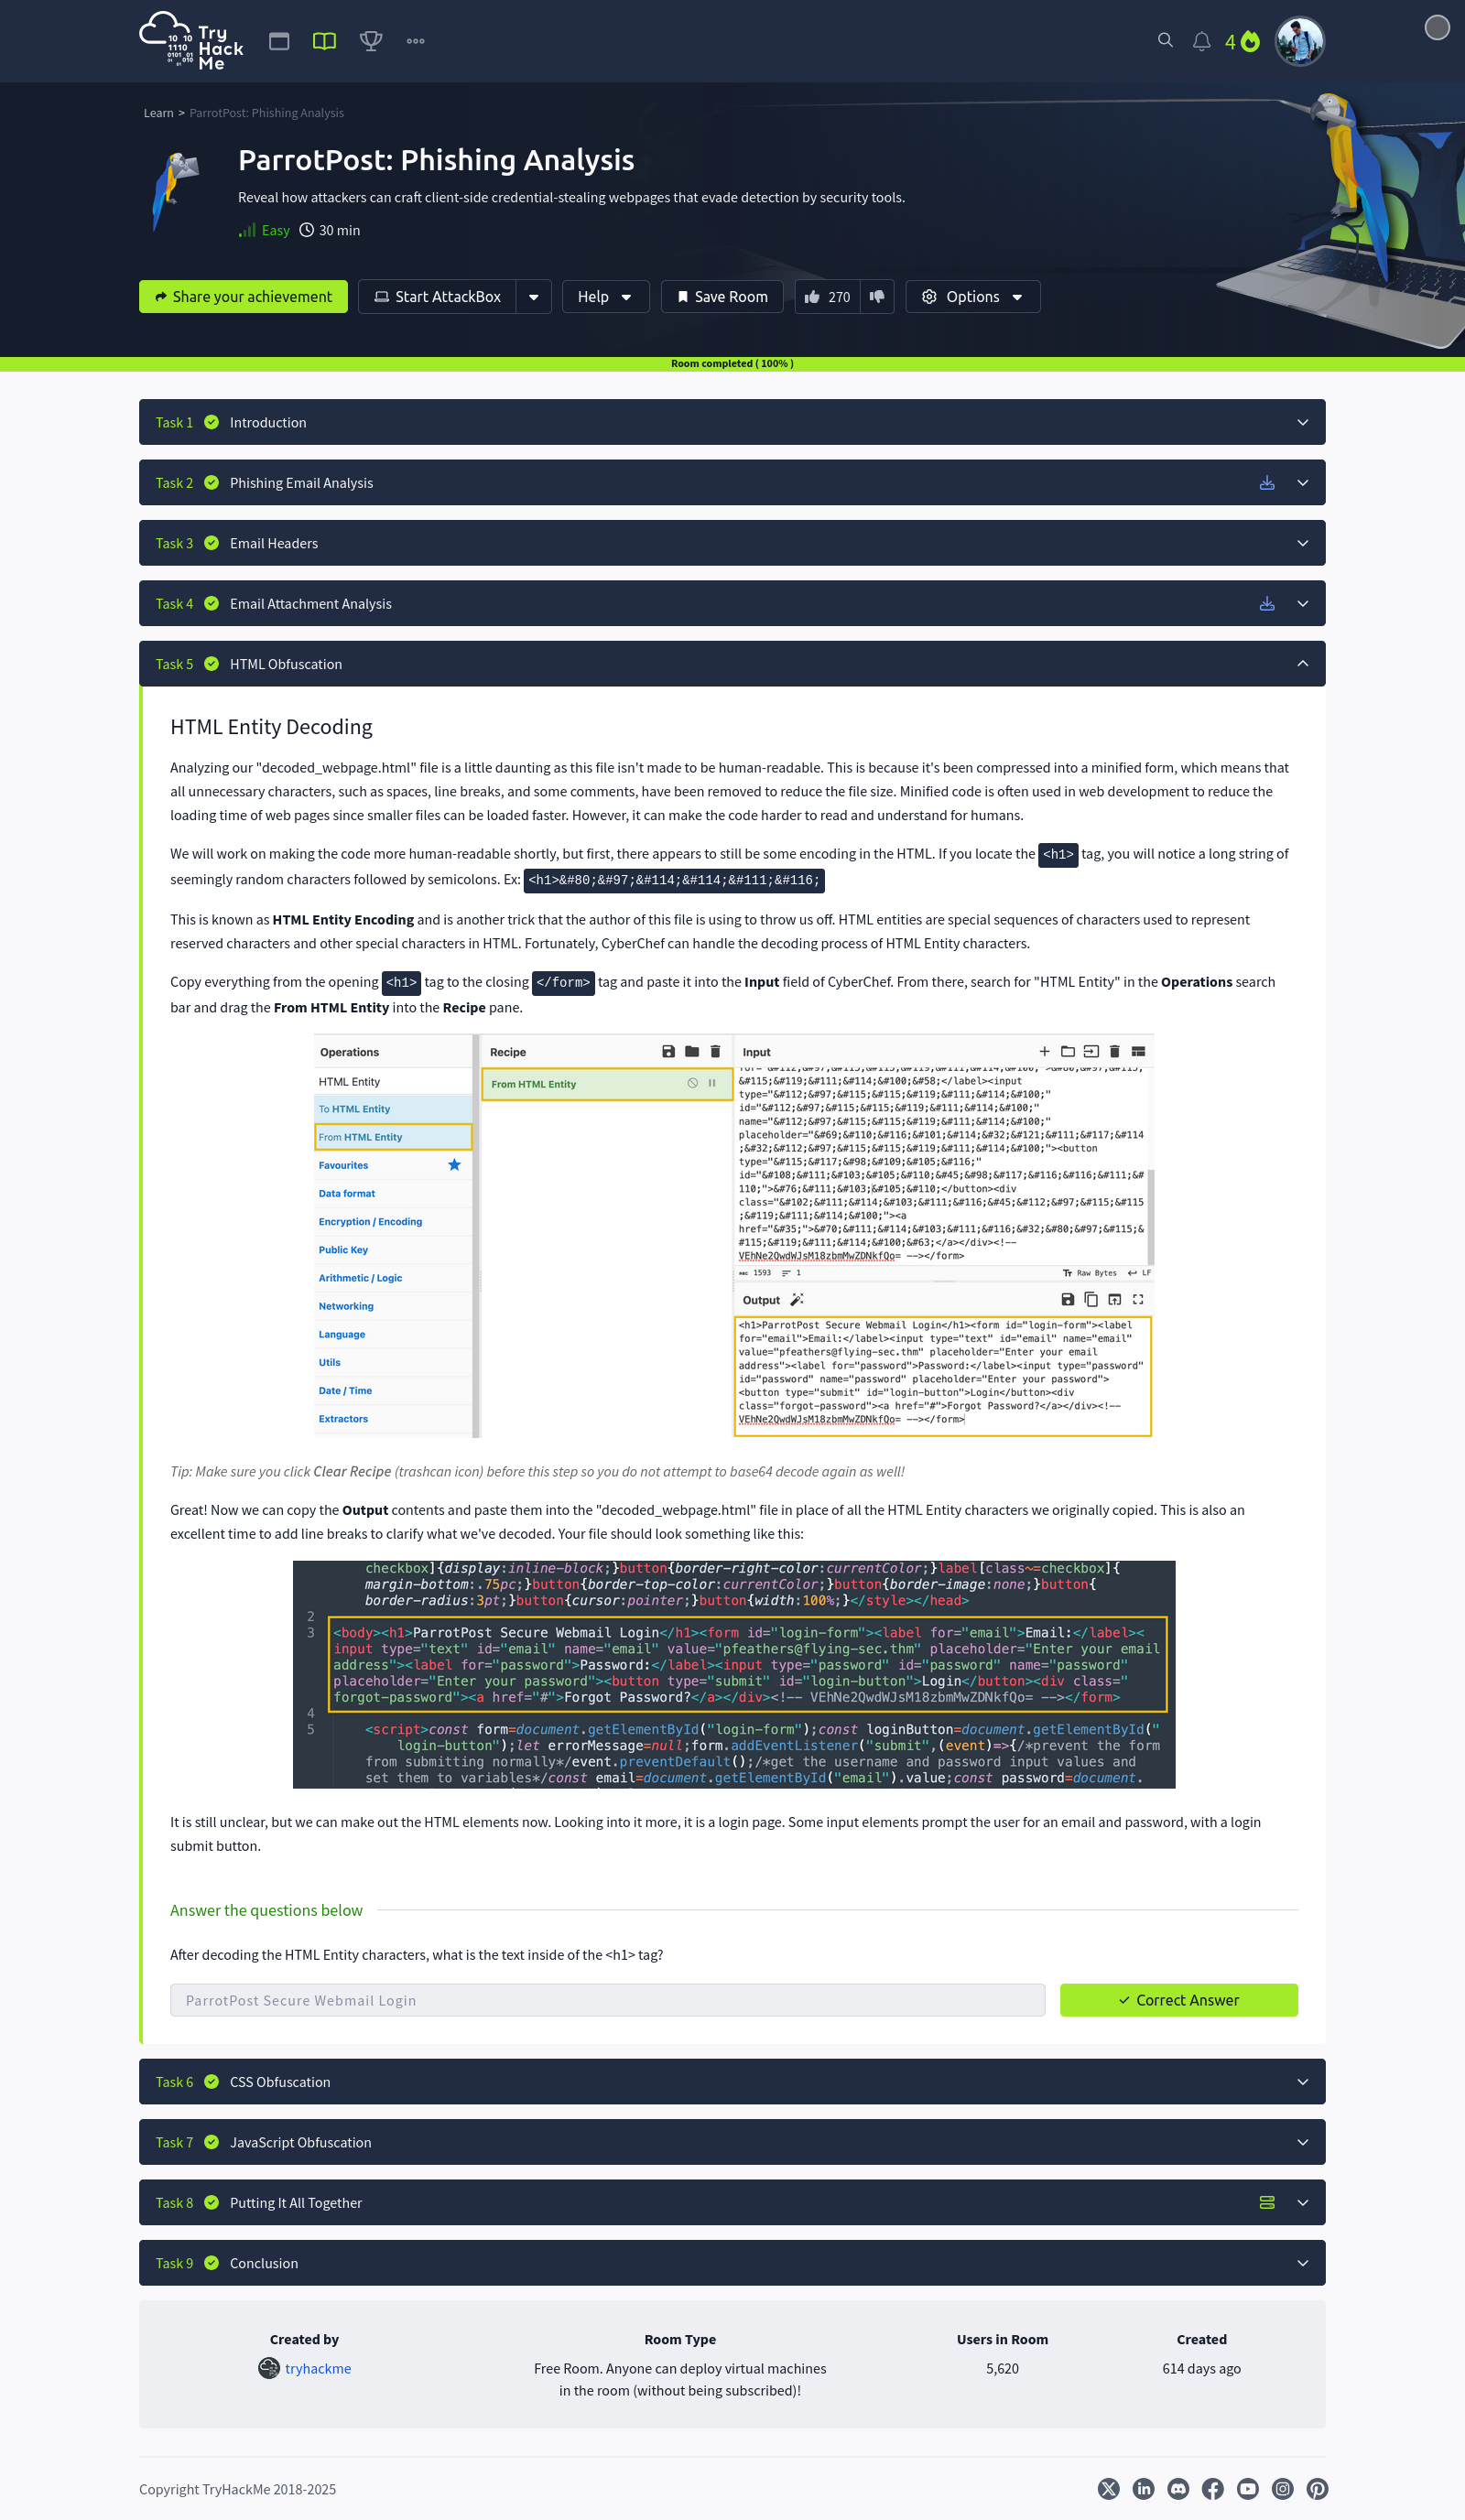 Try
Hack
Me
4
Learn > ParrotPost: Phishing Analysis
ParrotPost: Phishing Analysis
Reveal how attackers can craft client-side credential-stealing webpages that evade detection by security tools.
Easy 30 min
Share your achievement Start AttackBox Help Save Room 270 Options
Room completed ( 100% )
Task 1 Introduction
Task 2 Phishing Email Analysis
Task 3 Email Headers
Task 4 Email Attachment Analysis
Task 5 HTML Obfuscation
HTML Entity Decoding
Analyzing our "decoded_webpage.html" file is a little daunting as this file isn't made to be human-readable. This is because it's been compressed into a minified form, which means that
all unnecessary characters, such as spaces, line breaks, and some comments, have been removed to reduce the file size. Minified code is often used in web development to reduce the
loading time of web pages since smaller files can be loaded faster. However, it can make the code harder to read and understand for humans.
We will work on making the code more human-readable shortly, but first, there appears to still be some encoding in the HTML. If you locate the <h1> tag, you will notice a long string of
seemingly random characters followed by semicolons. Ex: <h1>&#80;&#97;&#114;&#114;&#111;&#116;
This is known as HTML Entity Encoding and is another trick that the author of this file is using to throw us off. HTML entities are special sequences of characters used to represent
reserved characters and other special characters in HTML. Fortunately, CyberChef can handle the decoding process of HTML Entity characters.
Copy everything from the opening <h1> tag to the closing </form> tag and paste it into the Input field of CyberChef. From there, search for "HTML Entity" in the Operations search
bar and drag the From HTML Entity into the Recipe pane.
Operations
HTML Entity
To HTML Entity
From HTML Entity
Favourites
Data format
Encryption / Encoding
Public Key
Arithmetic / Logic
Networking
Language
Utils
Date / Time
Extractors
Recipe
From HTML Entity
Input
&#115;&#119;&#111;&#114;&#100;&#58;</label><input
type="&#112;&#97;&#115;&#115;&#119;&#111;&#114;&#100;"
id="&#112;&#97;&#115;&#115;&#119;&#111;&#114;&#100;"
name="&#112;&#97;&#115;&#115;&#119;&#111;&#114;&#100;"
placeholder="&#69;&#110;&#116;&#101;&#114;&#32;&#121;&#111;&#117;&#114
;&#32;&#112;&#97;&#115;&#115;&#119;&#111;&#114;&#100;"><button
type="&#115;&#117;&#98;&#109;&#105;&#116;"
id="&#108;&#111;&#103;&#105;&#110;&#45;&#98;&#117;&#116;&#116;&#111;&#
110;">&#76;&#111;&#103;&#105;&#110;</button><div
class="&#102;&#111;&#114;&#103;&#111;&#116;&#45;&#112;&#97;&#115;&#115
;&#119;&#111;&#114;&#100;"><a
href="&#35;">&#70;&#111;&#114;&#103;&#111;&#116;&#32;&#80;&#97;&#115;&
#115;&#119;&#111;&#114;&#100;&#63;</a></div><!--
VEhNe2QwdWJsM18zbmMwZDNkfQo= --></form>
1593 1 Raw Bytes LF
Output
<h1>ParrotPost Secure Webmail Login</h1><form id="login-form"><label
for="email">Email:</label><input type="text" id="email" name="email"
value="pfeathers@flying-sec.thm" placeholder="Enter your email
address"><label for="password">Password:</label><input type="password"
id="password" name="password" placeholder="Enter your password">
<button type="submit" id="login-button">Login</button><div
class="forgot-password"><a href="#">Forgot Password?</a></div><!--
VEhNe2QwdWJsM18zbmMwZDNkfQo= --></form>
Tip: Make sure you click Clear Recipe (trashcan icon) before this step so you do not attempt to base64 decode again as well!
Great! Now we can copy the Output contents and paste them into the "decoded_webpage.html" file in place of all the HTML Entity characters we originally copied. This is also an
excellent time to add line breaks to clarify what we've decoded. Your file should look something like this:
checkbox]{display:inline-block;}button{border-right-color:currentColor;}label[class~=checkbox]{
margin-bottom:.75pc;}button{border-top-color:currentColor;}button{border-image:none;}button{
border-radius:3pt;}button{cursor:pointer;}button{width:100%;}</style></head>
2
3 <body><h1>ParrotPost Secure Webmail Login</h1><form id="login-form"><label for="email">Email:</label><
input type="text" id="email" name="email" value="pfeathers@flying-sec.thm" placeholder="Enter your email
address"><label for="password">Password:</label><input type="password" id="password" name="password"
placeholder="Enter your password"><button type="submit" id="login-button">Login</button><div class="
forgot-password"><a href="#">Forgot Password?</a></div><!-- VEhNe2QwdWJsM18zbmMwZDNkfQo= --></form>
4
5 <script>const form=document.getElementById("login-form");const loginButton=document.getElementById("
login-button");let errorMessage=null;form.addEventListener("submit",(event)=>{/*prevent the form
from submitting normally*/event.preventDefault();/*get the username and password input values and
set them to variables*/const email=document.getElementById("email").value;const password=document.
It is still unclear, but we can make out the HTML elements now. Looking into it more, it is a login page. Some input elements prompt the user for an email and password, with a login
submit button.
Answer the questions below
After decoding the HTML Entity characters, what is the text inside of the <h1> tag?
ParrotPost Secure Webmail Login
Correct Answer
Task 6 CSS Obfuscation
Task 7 JavaScript Obfuscation
Task 8 Putting It All Together
Task 9 Conclusion
Created by
tryhackme
Room Type
Free Room. Anyone can deploy virtual machines
in the room (without being subscribed)!
Users in Room
5,620
Created
614 days ago
Copyright TryHackMe 2018-2025